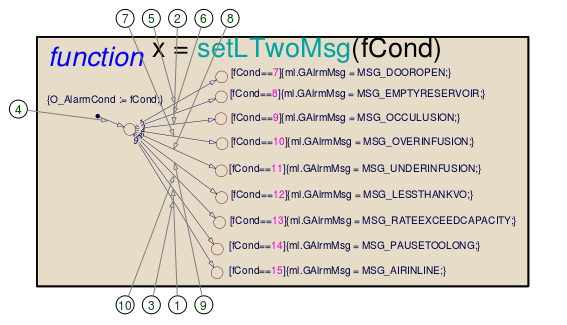 7 5 2 6 8
function x = setLTwoMsg(fCond)
[fCond==7]{ml.GAlrmMsg = MSG_DOOROPEN;}
{O_AlarmCond := fCond;}
[fCond==8]{ml.GAlrmMsg = MSG_EMPTYRESERVOIR;}
4
[fCond==9]{ml.GAlrmMsg = MSG_OCCULUSION;}
[fCond==10]{ml.GAlrmMsg = MSG_OVERINFUSION;}
[fCond==11]{ml.GAlrmMsg = MSG_UNDERINFUSION;}
[fCond==12]{ml.GAlrmMsg = MSG_LESSTHANKVO;}
[fCond==13]{ml.GAlrmMsg = MSG_RATEEXCEEDCAPACITY;}
[fCond==14]{ml.GAlrmMsg = MSG_PAUSETOOLONG;}
[fCond==15]{ml.GAlrmMsg = MSG_AIRINLINE;}
10 3 1 9